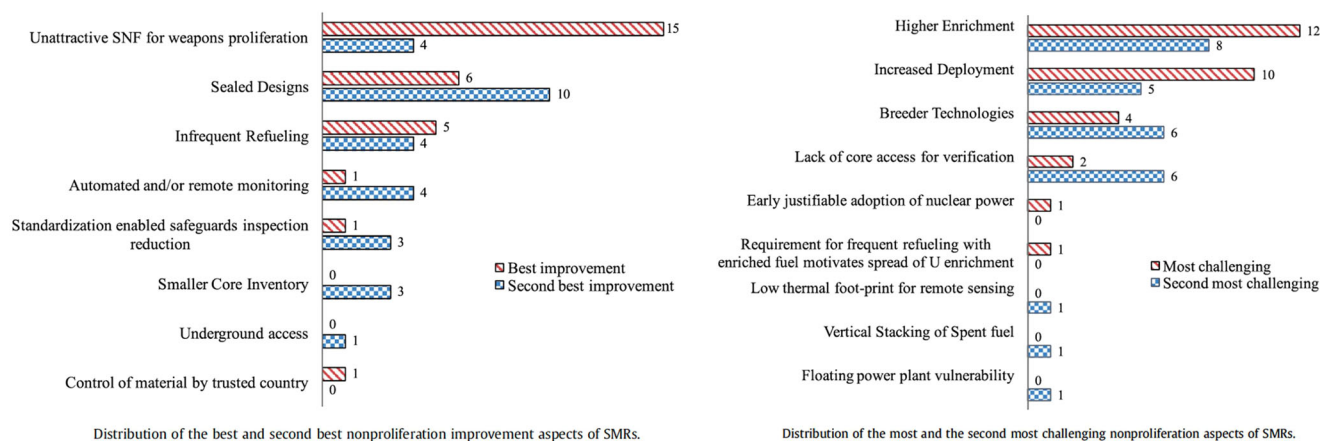 Unattractive SNF for weapons proliferation
15
4
Sealed Designs
6
10
Infrequent Refueling
5
4
Automated and/or remote monitoring
1
4
Standardization enabled safeguards inspection
reduction
1
3
Smaller Core Inventory
0
3
Underground access
0
1
Control of material by trusted country
1
0
Best improvement
Second best improvement
Distribution of the best and second best nonproliferation improvement aspects of SMRs.
Higher Enrichment
12
8
Increased Deployment
10
5
Breeder Technologies
4
6
Lack of core access for verification
2
6
Early justifiable adoption of nuclear power
1
0
Requirement for frequent refueling with
enriched fuel motivates spread of U enrichment
1
0
Low thermal foot-print for remote sensing
0
1
Vertical Stacking of Spent fuel
0
1
Floating power plant vulnerability
0
1
Most challenging
Second most challenging
Distribution of the most and the second most challenging nonproliferation aspects of SMRs.